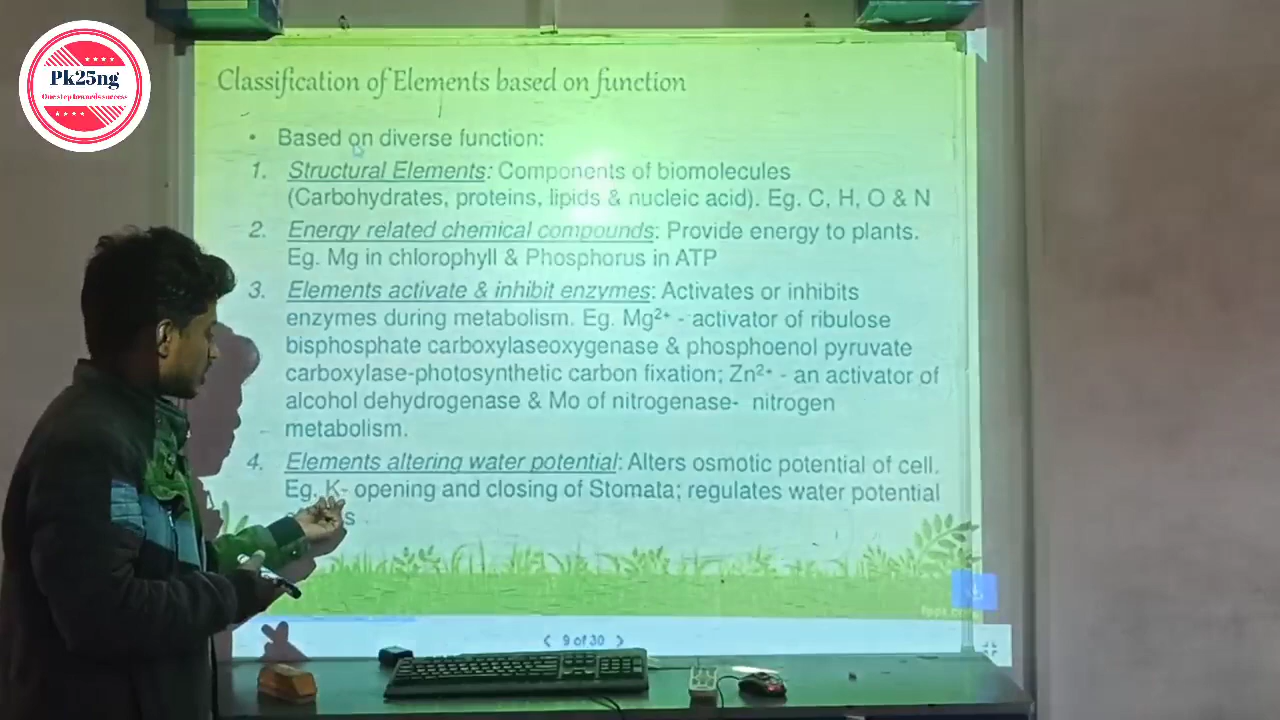 Pk25ng
One step towards success
Classification of Elements based on function
• Based on diverse function:
1. Structural Elements: Components of biomolecules
(Carbohydrates, proteins, lipids & nucleic acid). Eg. C, H, O & N
2. Energy related chemical compounds: Provide energy to plants.
Eg. Mg in chlorophyll & Phosphorus in ATP
3. Elements activate & inhibit enzymes: Activates or inhibits
enzymes during metabolism. Eg. Mg²⁺ - activator of ribulose
bisphosphate carboxylaseoxygenase & phosphoenol pyruvate
carboxylase-photosynthetic carbon fixation; Zn²⁺ - an activator of
alcohol dehydrogenase & Mo of nitrogenase- nitrogen
metabolism.
4. Elements altering water potential: Alters osmotic potential of cell.
Eg. K- opening and closing of Stomata; regulates water potential
< 9 of 30 >